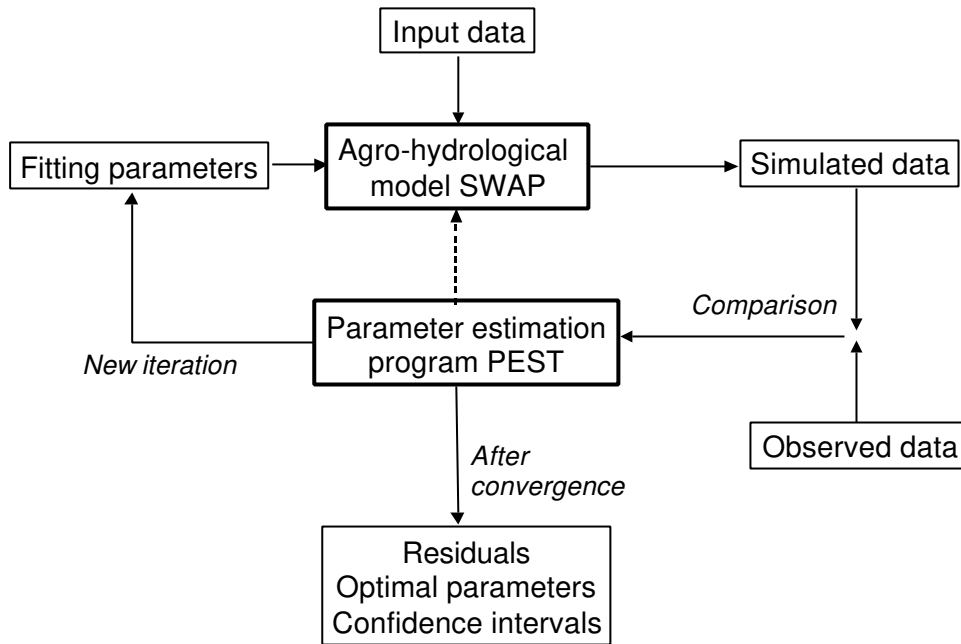 Input data
Fitting parameters
Agro-hydrological
model SWAP
Simulated data
Comparison
Parameter estimation
program PEST
New iteration
Observed data
After
convergence
Residuals
Optimal parameters
Confidence intervals